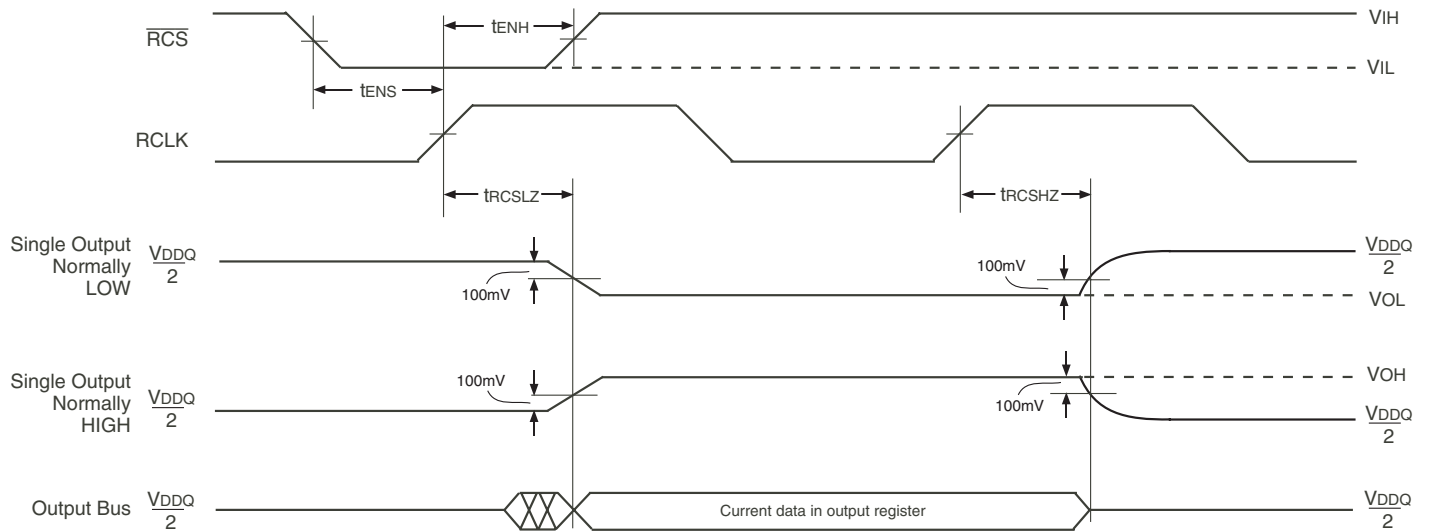 RCS
tENH
VIH
VIL
tENS
RCLK
tRCSLZ
tRCSHZ
Single Output
Normally
LOW
VDDQ
2
100mV
100mV
VDDQ
2
VOL
Single Output
Normally
HIGH
VDDQ
2
100mV
100mV
VOH
VDDQ
2
Output Bus
VDDQ
2
Current data in output register
VDDQ
2